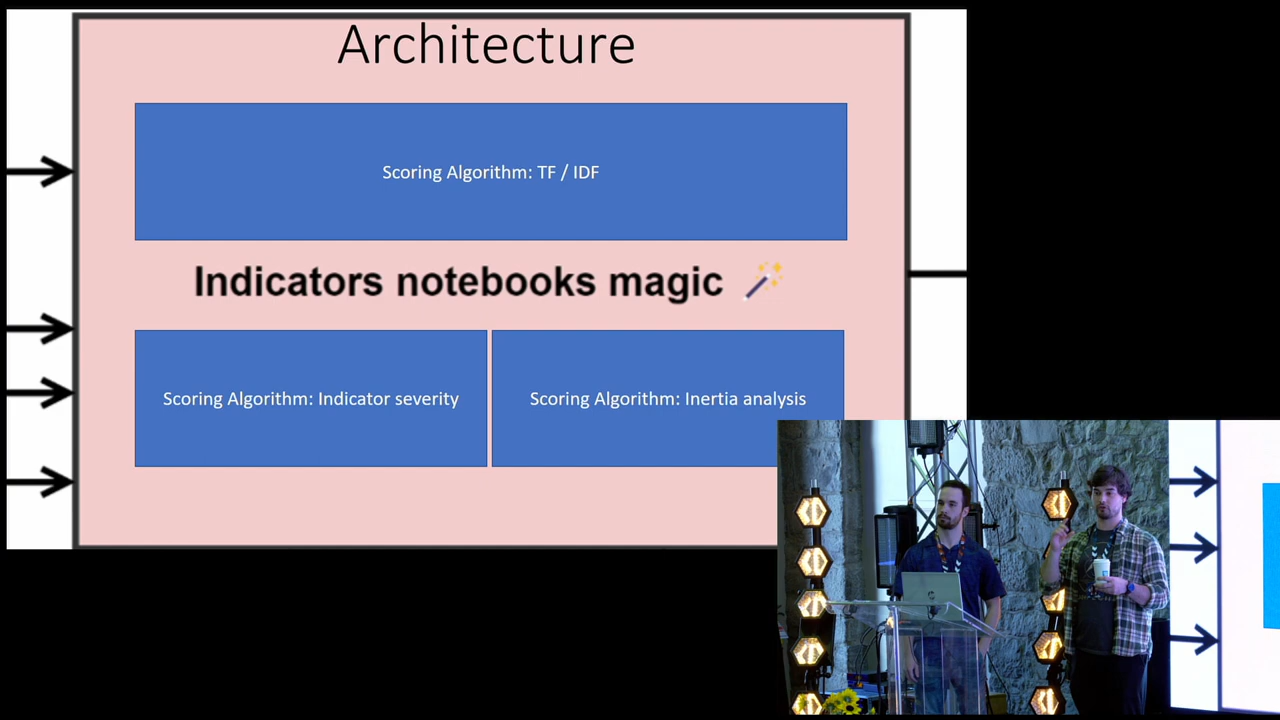 Architecture
Scoring Algorithm: TF / IDF
Indicators notebooks magic 🪄
Scoring Algorithm: Indicator severity
Scoring Algorithm: Inertia analysis